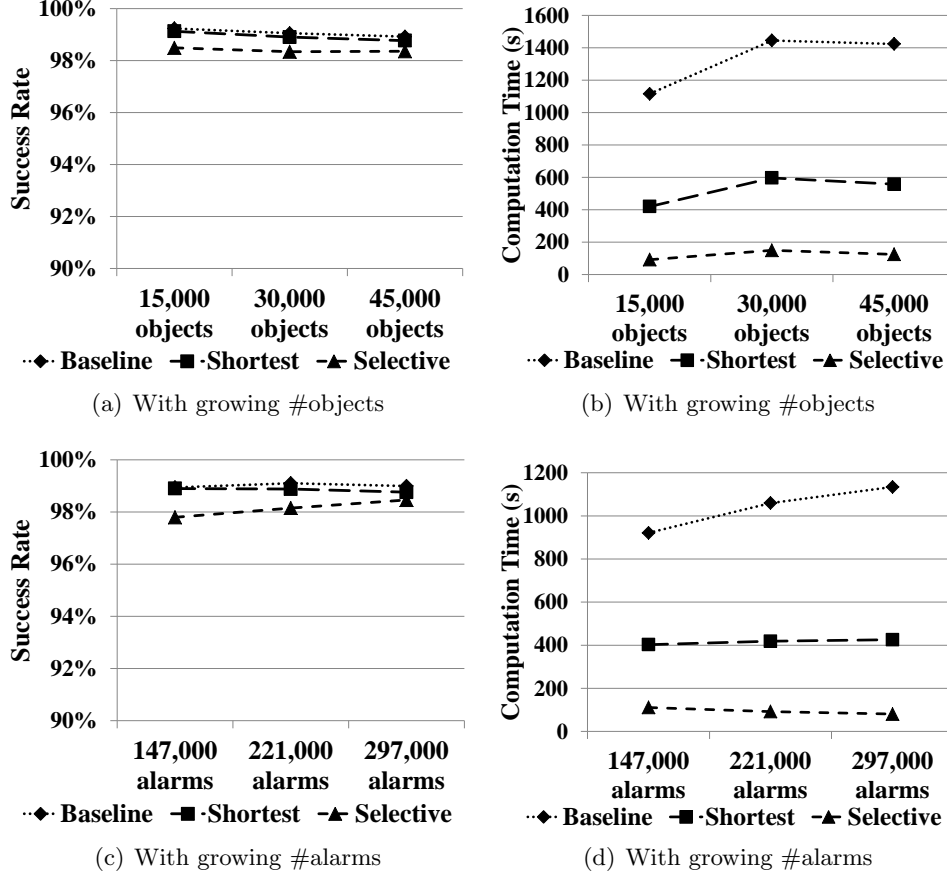 100%
98%
96%
94%
92%
90%
Success Rate
15,000 objects
30,000 objects
45,000 objects
Baseline Shortest Selective
(a) With growing #objects
1600
1400
1200
1000
800
600
400
200
0
Computation Time (s)
15,000 objects
30,000 objects
45,000 objects
Baseline Shortest Selective
(b) With growing #objects
100%
98%
96%
94%
92%
90%
Success Rate
147,000 alarms
221,000 alarms
297,000 alarms
Baseline Shortest Selective
(c) With growing #alarms
1200
1000
800
600
400
200
0
Computation Time (s)
147,000 alarms
221,000 alarms
297,000 alarms
Baseline Shortest Selective
(d) With growing #alarms